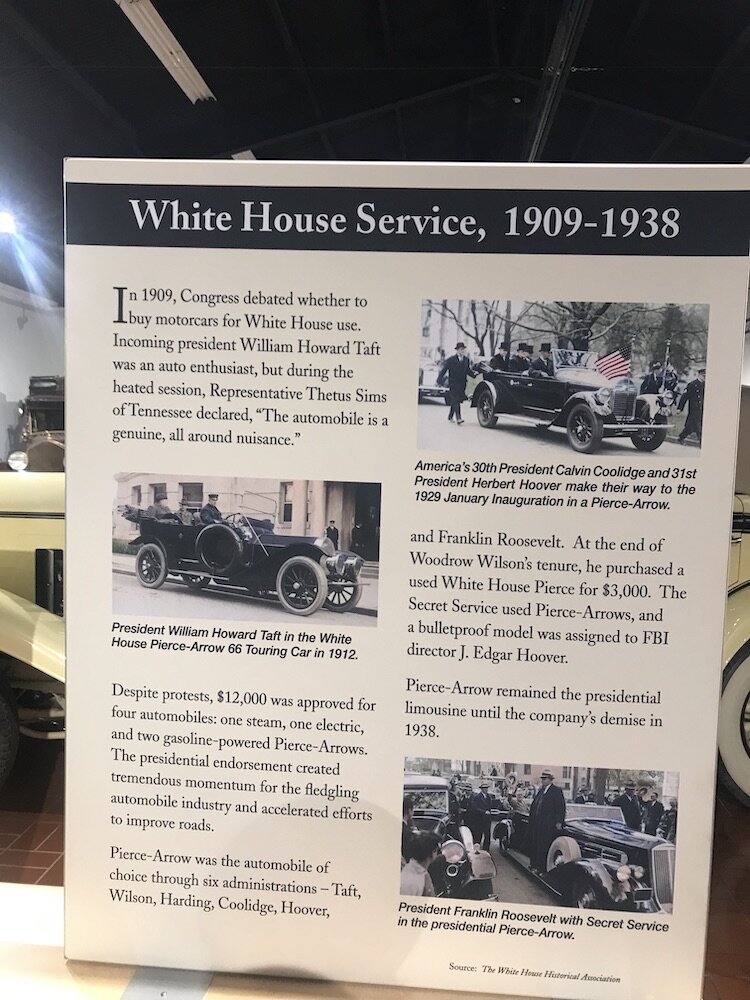 White House Service, 1909-1938
In 1909, Congress debated whether to
buy motorcars for White House use.
Incoming president William Howard Taft
was an auto enthusiast, but during the
heated session, Representative Thetus Sims
of Tennessee declared, “The automobile is a
genuine, all around nuisance.”
President William Howard Taft in the White
House Pierce-Arrow 66 Touring Car in 1912.
Despite protests, $12,000 was approved for
four automobiles: one steam, one electric,
and two gasoline-powered Pierce-Arrows.
The presidential endorsement created
tremendous momentum for the fledgling
automobile industry and accelerated efforts
to improve roads.
Pierce-Arrow was the automobile of
choice through six administrations – Taft,
Wilson, Harding, Coolidge, Hoover,
America's 30th President Calvin Coolidge and 31st
President Herbert Hoover make their way to the
1929 January Inauguration in a Pierce-Arrow.
and Franklin Roosevelt. At the end of
Woodrow Wilson's tenure, he purchased a
used White House Pierce for $3,000. The
Secret Service used Pierce-Arrows, and
a bulletproof model was assigned to FBI
director J. Edgar Hoover.
Pierce-Arrow remained the presidential
limousine until the company's demise in
1938.
President Franklin Roosevelt with Secret Service
in the presidential Pierce-Arrow.
Source: The White House Historical Association